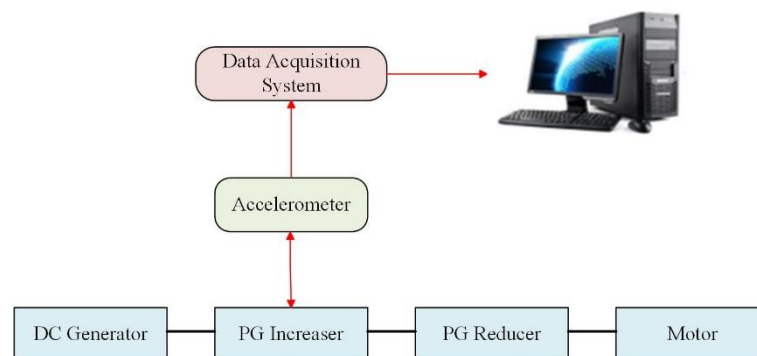 Data Acquisition
System
Accelerometer
DC Generator
PG Increaser
PG Reducer
Motor